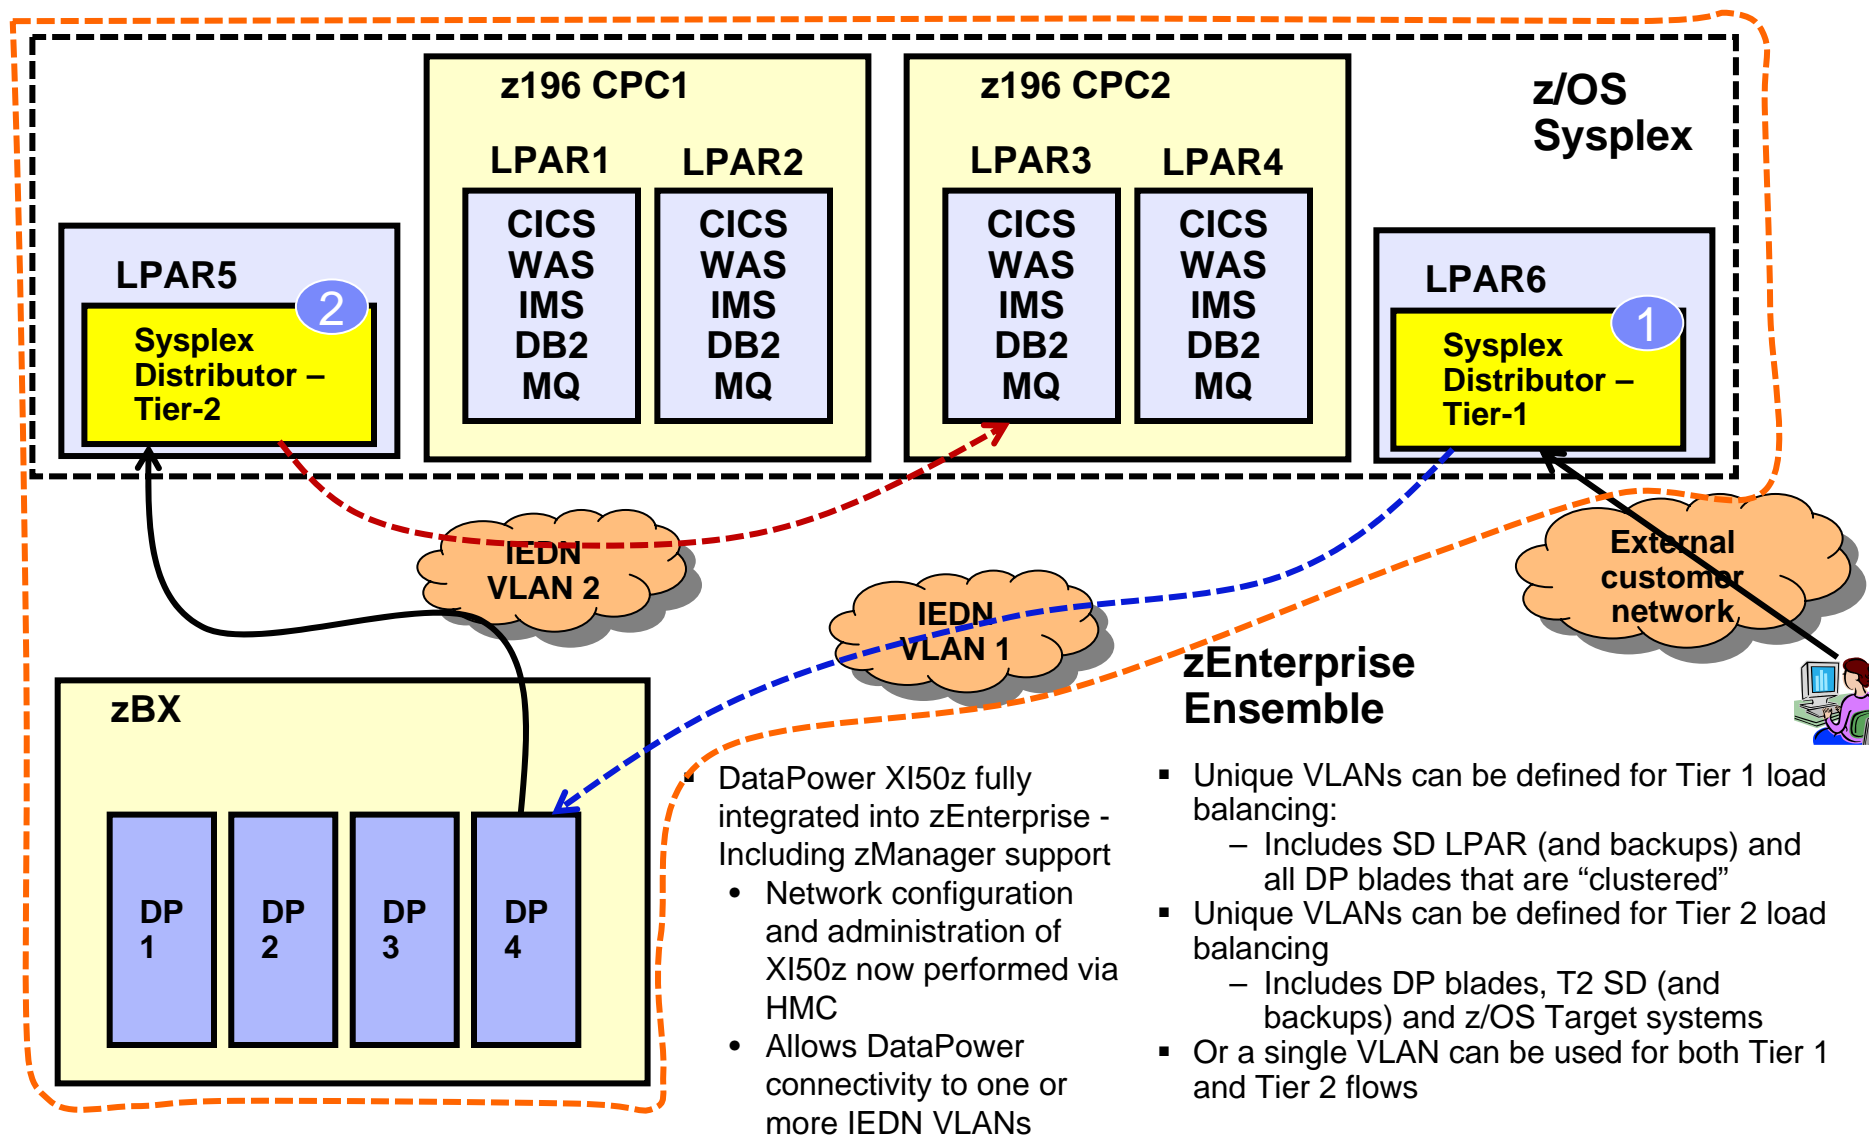 z196 CPC1
z196 CPC2
z/OS
Sysplex
LPAR1
LPAR2
LPAR3
LPAR4
CICS
WAS
IMS
DB2
MQ
CICS
WAS
IMS
DB2
MQ
CICS
WAS
IMS
DB2
MQ
CICS
WAS
IMS
DB2
MQ
LPAR5
2
Sysplex
Distributor –
Tier-2
LPAR6
1
Sysplex
Distributor –
Tier-1
IEDN
VLAN 2
IEDN
VLAN 1
External
customer
network
zEnterprise
Ensemble
zBX
DP
1
DP
2
DP
3
DP
4
▪ DataPower XI50z fully
integrated into zEnterprise -
Including zManager support
• Network configuration
and administration of
XI50z now performed via
HMC
• Allows DataPower
connectivity to one or
more IEDN VLANs
▪ Unique VLANs can be defined for Tier 1 load
balancing:
– Includes SD LPAR (and backups) and
all DP blades that are “clustered”
▪ Unique VLANs can be defined for Tier 2 load
balancing
– Includes DP blades, T2 SD (and
backups) and z/OS Target systems
▪ Or a single VLAN can be used for both Tier 1
and Tier 2 flows